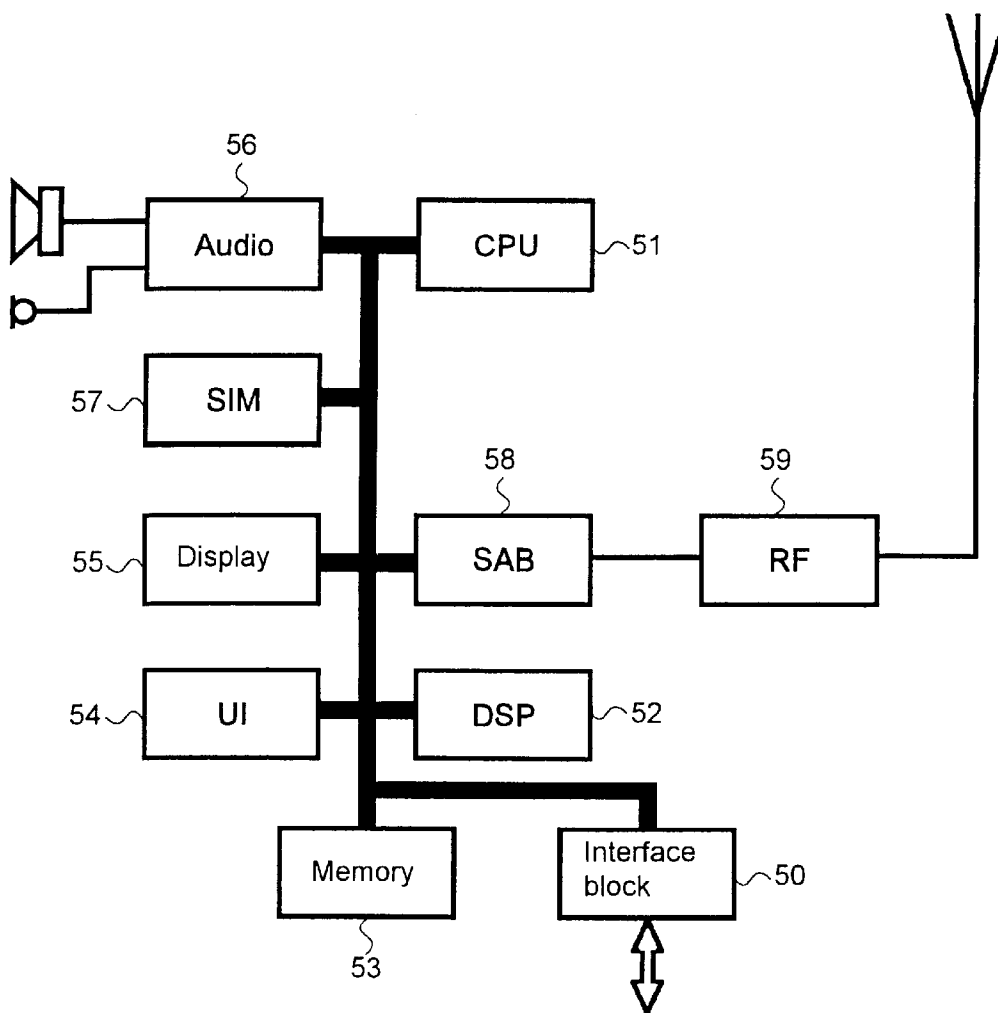 56
Audio
CPU
51
57
SIM
58
59
55
Display
SAB
RF
54
UI
DSP
52
Memory
Interface
block
50
53